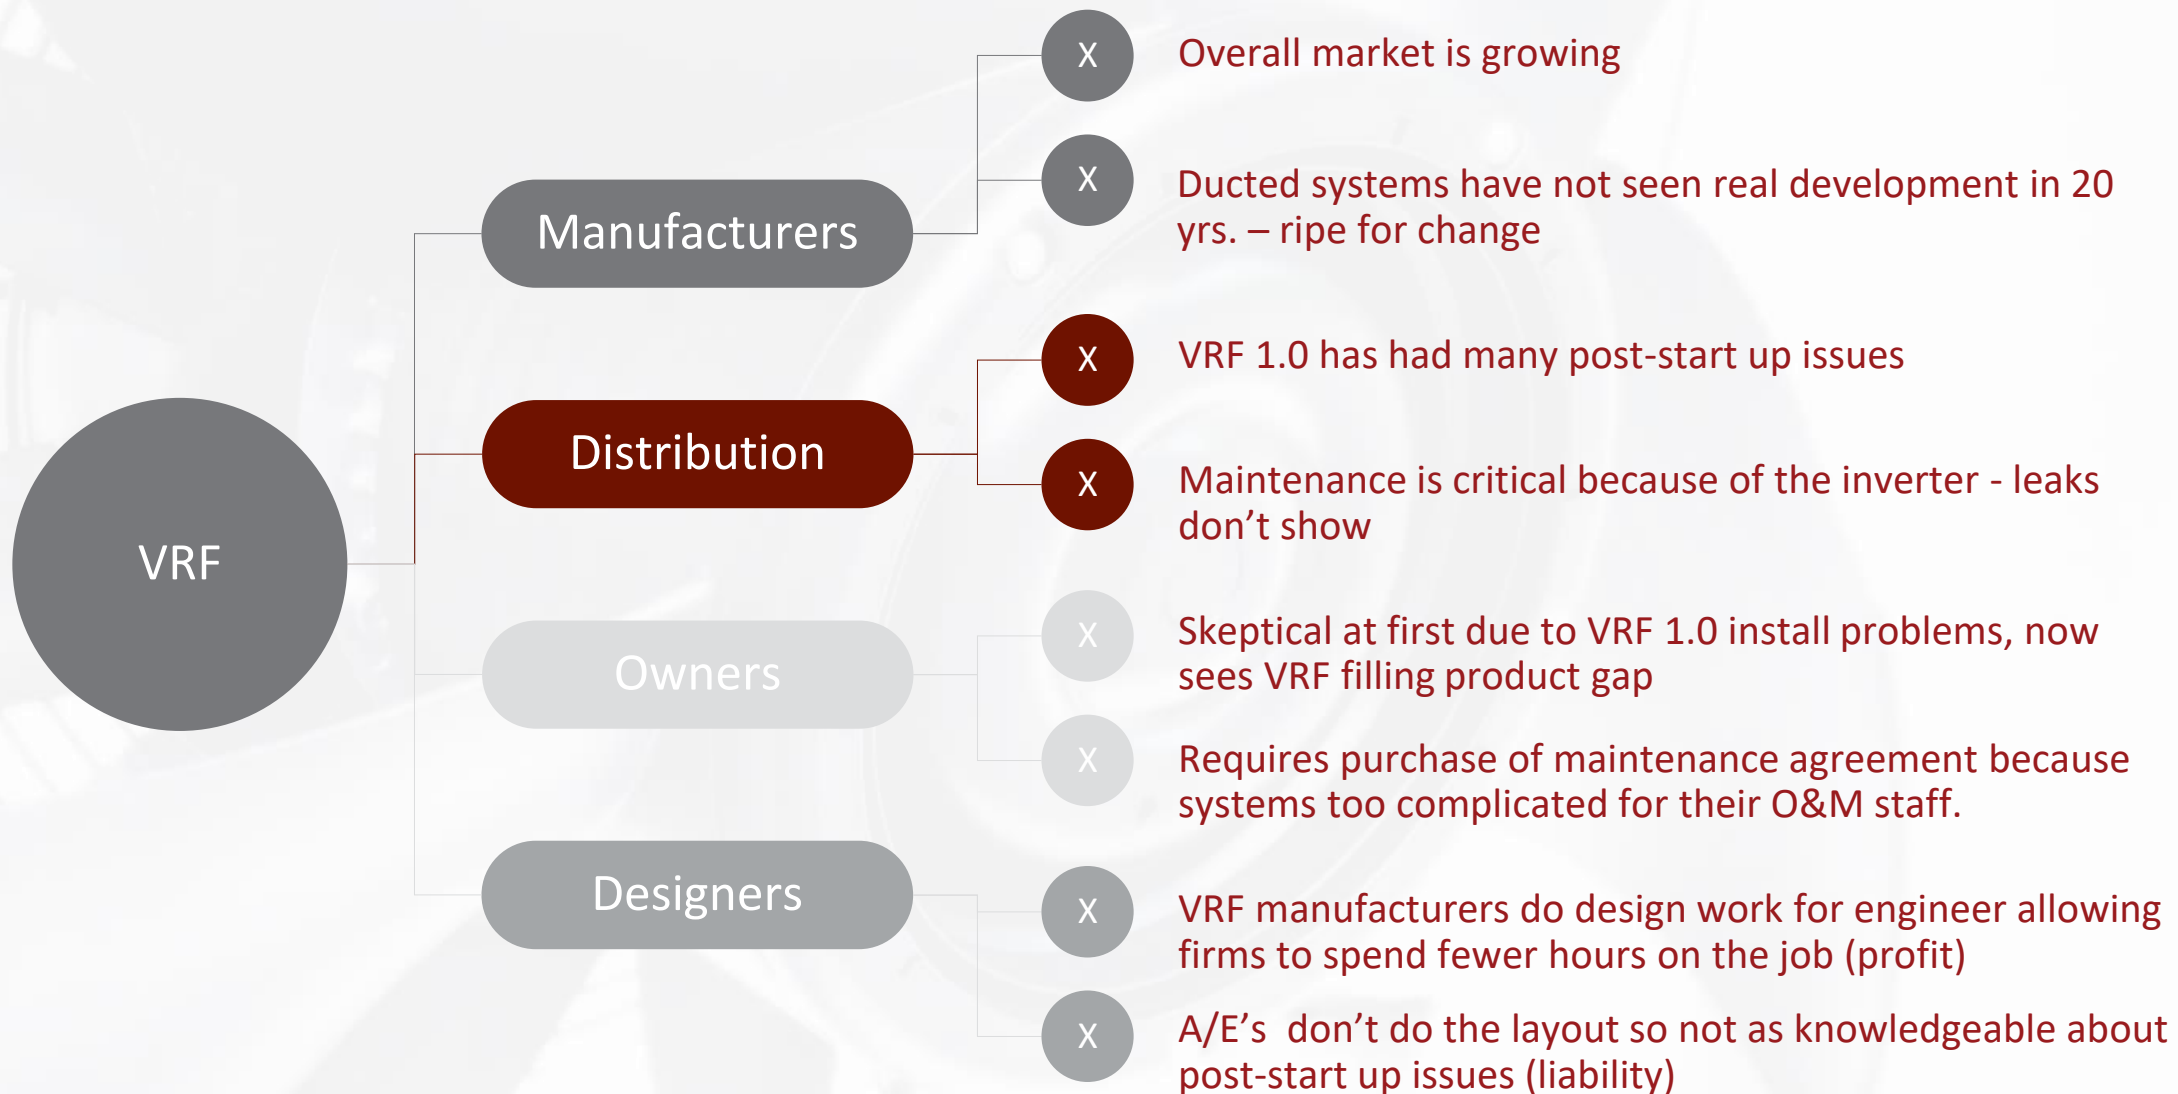 VRF
Manufacturers
X
Overall market is growing
X
Ducted systems have not seen real development in 20
yrs. – ripe for change
Distribution
X
VRF 1.0 has had many post-start up issues
X
Maintenance is critical because of the inverter - leaks
don’t show
Owners
X
Skeptical at first due to VRF 1.0 install problems, now
sees VRF filling product gap
X
Requires purchase of maintenance agreement because
systems too complicated for their O&M staff.
Designers
X
VRF manufacturers do design work for engineer allowing
firms to spend fewer hours on the job (profit)
X
A/E’s  don’t do the layout so not as knowledgeable about
post-start up issues (liability)